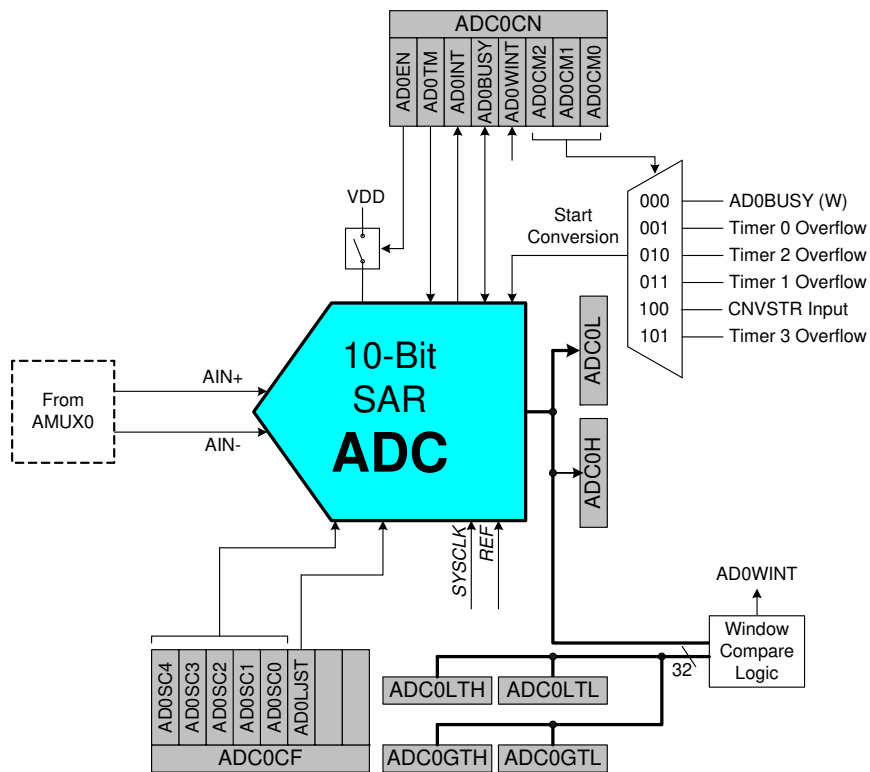 ADC0CN
AD0EN
AD0TM
AD0INT
AD0BUSY
AD0WINT
AD0CM2
AD0CM1
AD0CM0
VDD
Start
Conversion
000
AD0BUSY (W)
001
Timer 0 Overflow
010
Timer 2 Overflow
011
Timer 1 Overflow
100
CNVSTR Input
101
Timer 3 Overflow
From
AMUX0
AIN+
AIN-
10-Bit
SAR
ADC
ADC0L
ADC0H
SYSCLK
REF
AD0WINT
Window
Compare
Logic
32
AD0SC4
AD0SC3
AD0SC2
AD0SC1
AD0SC0
AD0LJST
ADC0CF
ADC0LTH
ADC0LTL
ADC0GTH
ADC0GTL